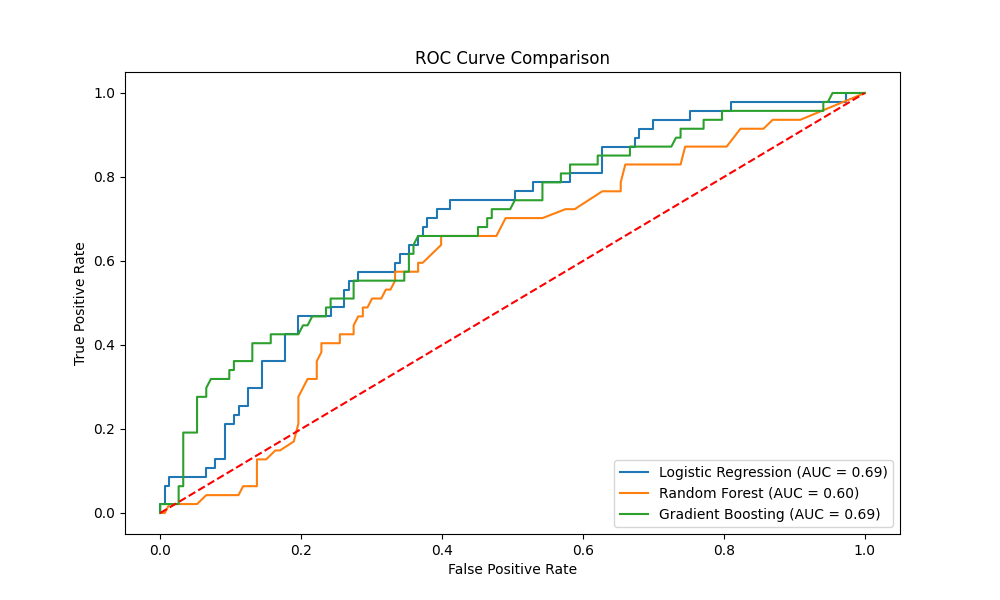 ROC Curve Comparison
1.0
0.8
0.6
0.4
0.2
0.0
True Positive Rate
0.0 0.2 0.4 0.6 0.8 1.0
False Positive Rate
Logistic Regression (AUC = 0.69)
Random Forest (AUC = 0.60)
Gradient Boosting (AUC = 0.69)